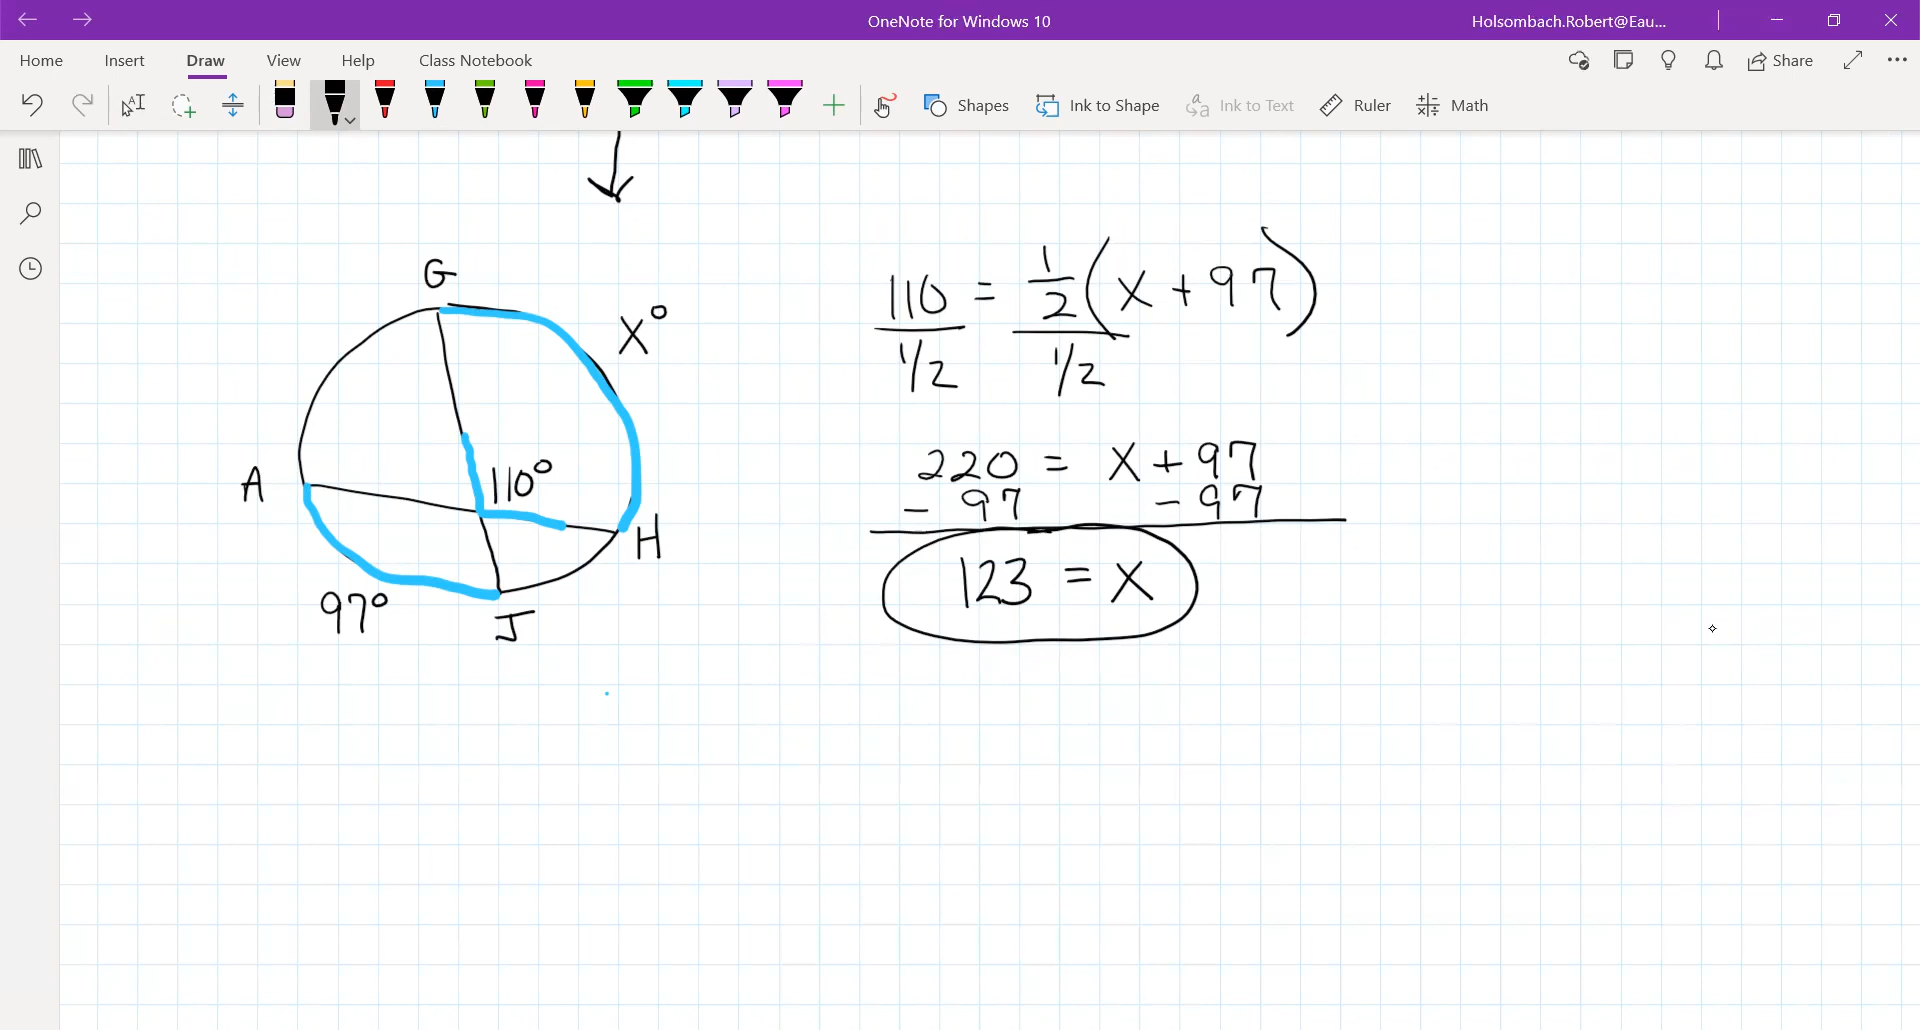 OneNote for Windows 10
Holsombach.Robert@Eau...
Home Insert Draw View Help Class Notebook
Share
Shapes Ink to Shape Ink to Text Ruler Math
G
X°
A
110°
H
97°
J
110 = 1/2 (X + 97)
1/2 1/2
220 = X + 97
- 97 - 97
123 = X